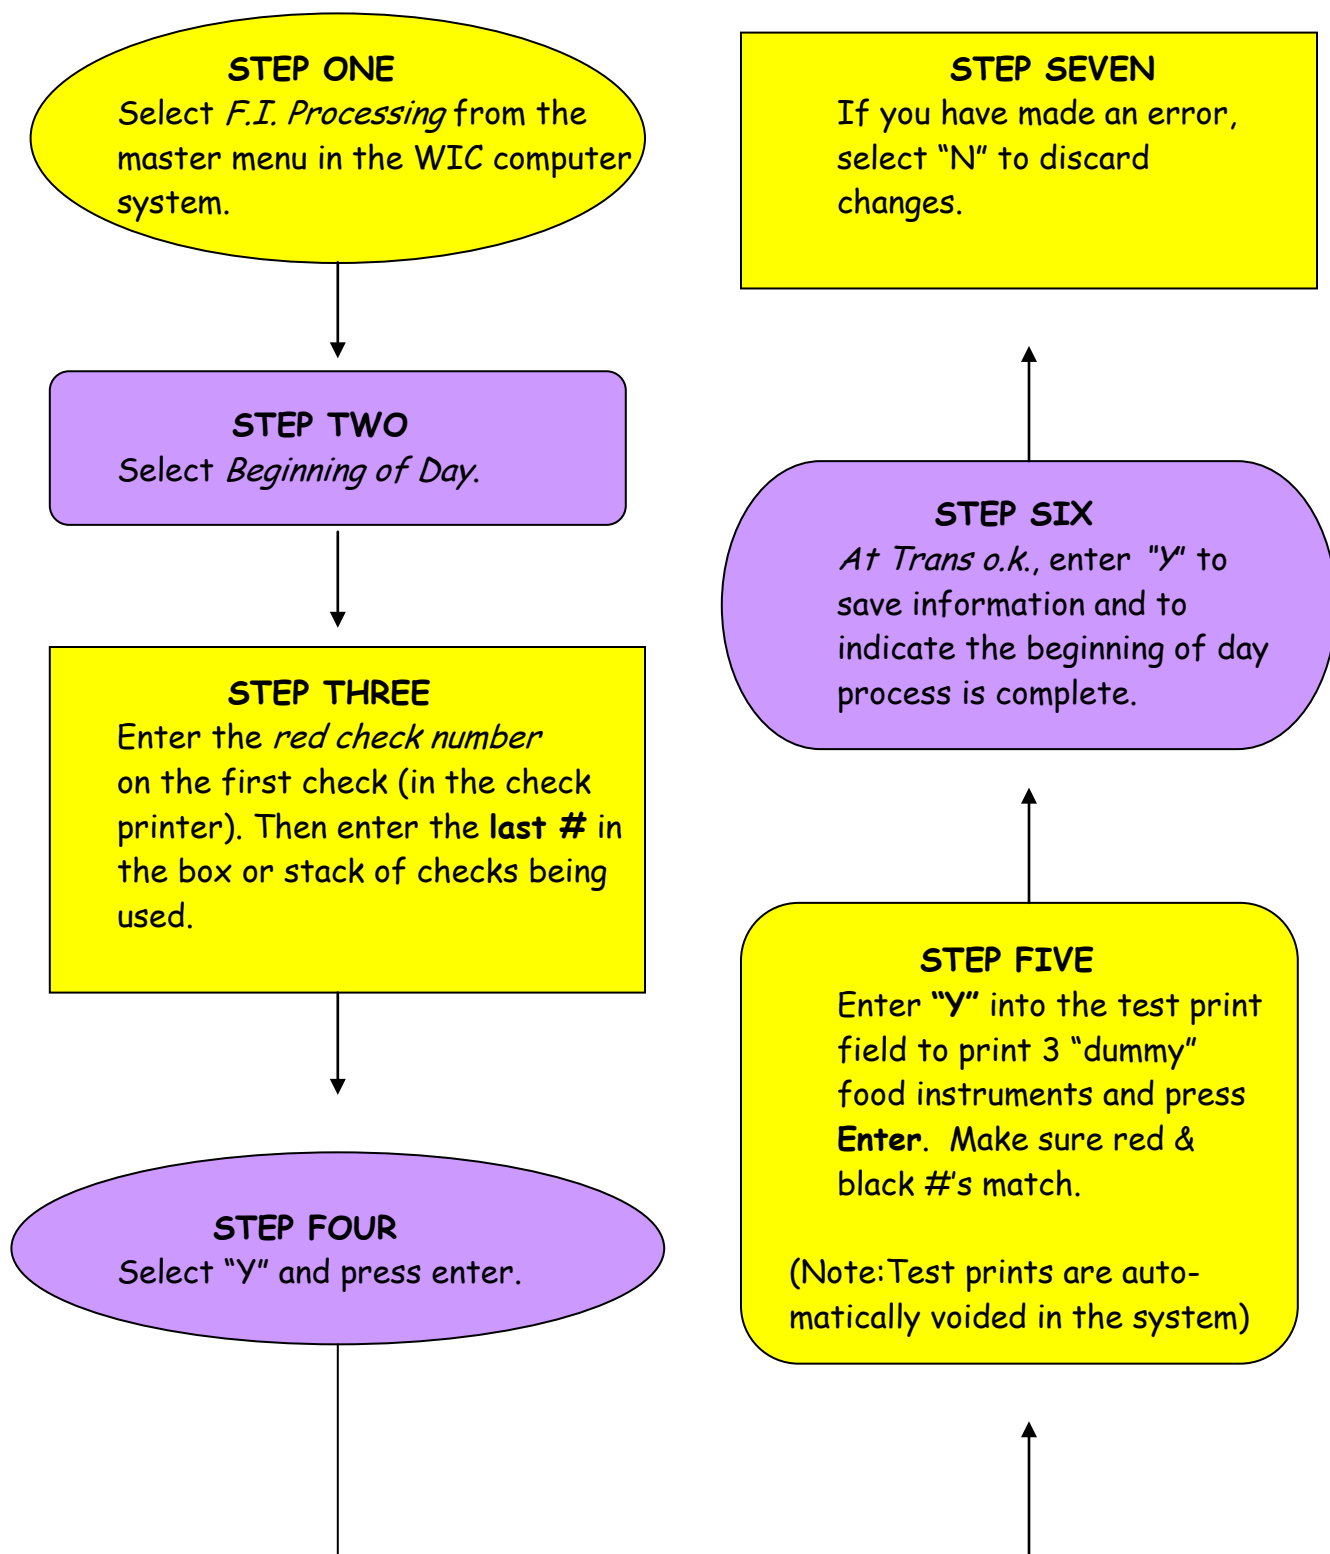 STEP ONE
Select F.I. Processing from the
master menu in the WIC computer
system.
STEP TWO
Select Beginning of Day.
STEP THREE
Enter the red check number
on the first check (in the check
printer). Then enter the last # in
the box or stack of checks being
used.
STEP FOUR
Select “Y” and press enter.
STEP FIVE
Enter “Y” into the test print
field to print 3 “dummy”
food instruments and press
Enter.  Make sure red &
black #’s match.
(Note:Test prints are auto-
matically voided in the system)
STEP SIX
At Trans o.k., enter "Y" to
save information and to
indicate the beginning of day
process is complete.
STEP SEVEN
If you have made an error,
select “N” to discard
changes.